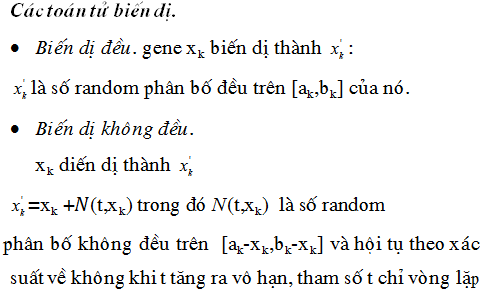 Các toán tử biến dị.
• Biến dị đều. gene xₖ biến dị thành x'ₖ :
x'ₖ là số random phân bố đều trên [aₖ,bₖ] của nó.
• Biến dị không đều.
xₖ diến dị thành x'ₖ
x'ₖ=xₖ +N(t,xₖ) trong đó N(t,xₖ) là số random
phân bố không đều trên [aₖ-xₖ,bₖ-xₖ] và hội tụ theo xác
suất về không khi t tăng ra vô hạn, tham số t chỉ vòng lặp